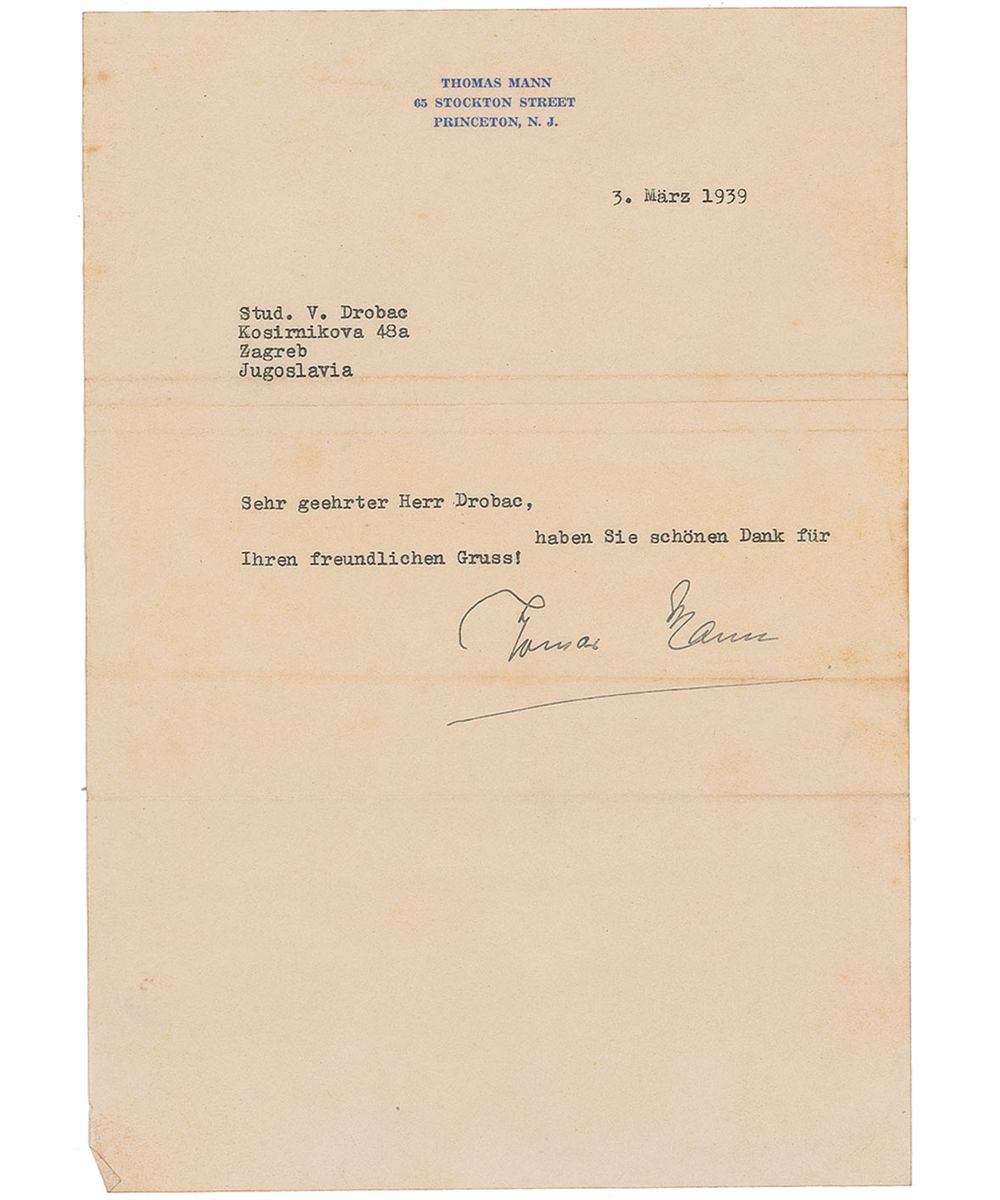 THOMAS MANN
65 STOCKTON STREET
PRINCETON, N. J.
3. März 1939
Stud. V. Drobac
Kosirnikova 48a
Zagreb
Jugoslavia
Sehr geehrter Herr Drobac,
haben Sie schönen Dank für
Ihren freundlichen Gruss!
Thomas Mann